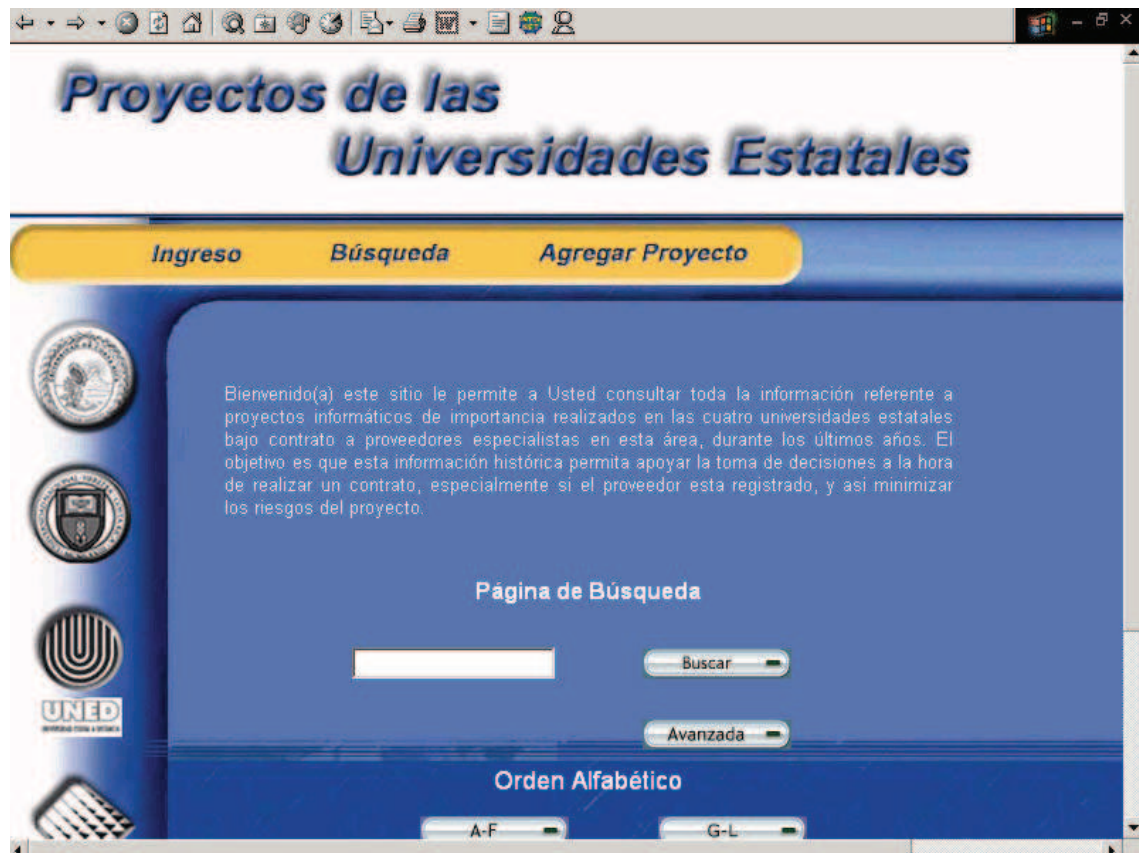 Proyectos de las
Universidades Estatales
Ingreso Búsqueda Agregar Proyecto
Bienvenido(a) este sitio le permite a Usted consultar toda la información referente a
proyectos informáticos de importancia realizados en las cuatro universidades estatales
bajo contrato a proveedores especialistas en esta área, durante los últimos años. El
objetivo es que esta información histórica permita apoyar la toma de decisiones a la hora
de realizar un contrato, especialmente si el proveedor esta registrado, y asi minimizar
los riesgos del proyecto.
Página de Búsqueda
Buscar
UNED
Avanzada
Orden Alfabético
A-F G-L